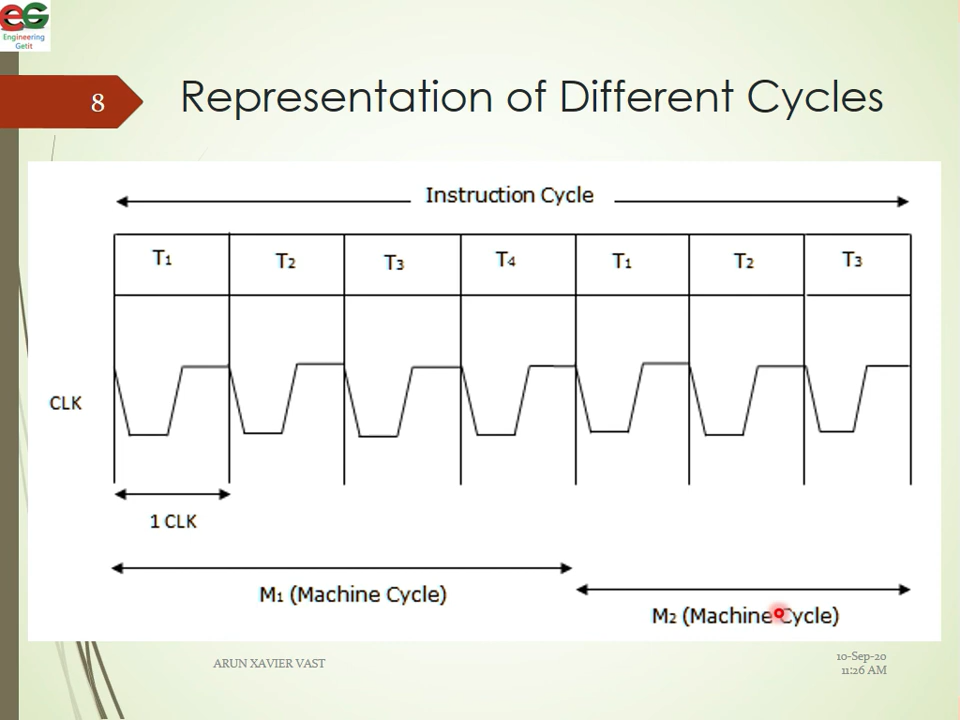 EG
Engineering
Getit
8
Representation of Different Cycles
Instruction Cycle
T1 T2 T3 T4 T1 T2 T3
CLK
1 CLK
M1 (Machine Cycle)
M2 (Machine Cycle)
ARUN XAVIER VAST
10-Sep-20
11:26 AM